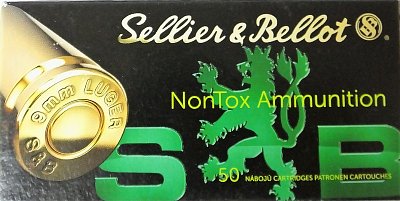 Sellier & Bellot
S&B
NonTox Ammunition
9mm LUGER
S&B
S B
50 NÁBOJŮ CARTRIDGES PATRONEN CARTOUCHES